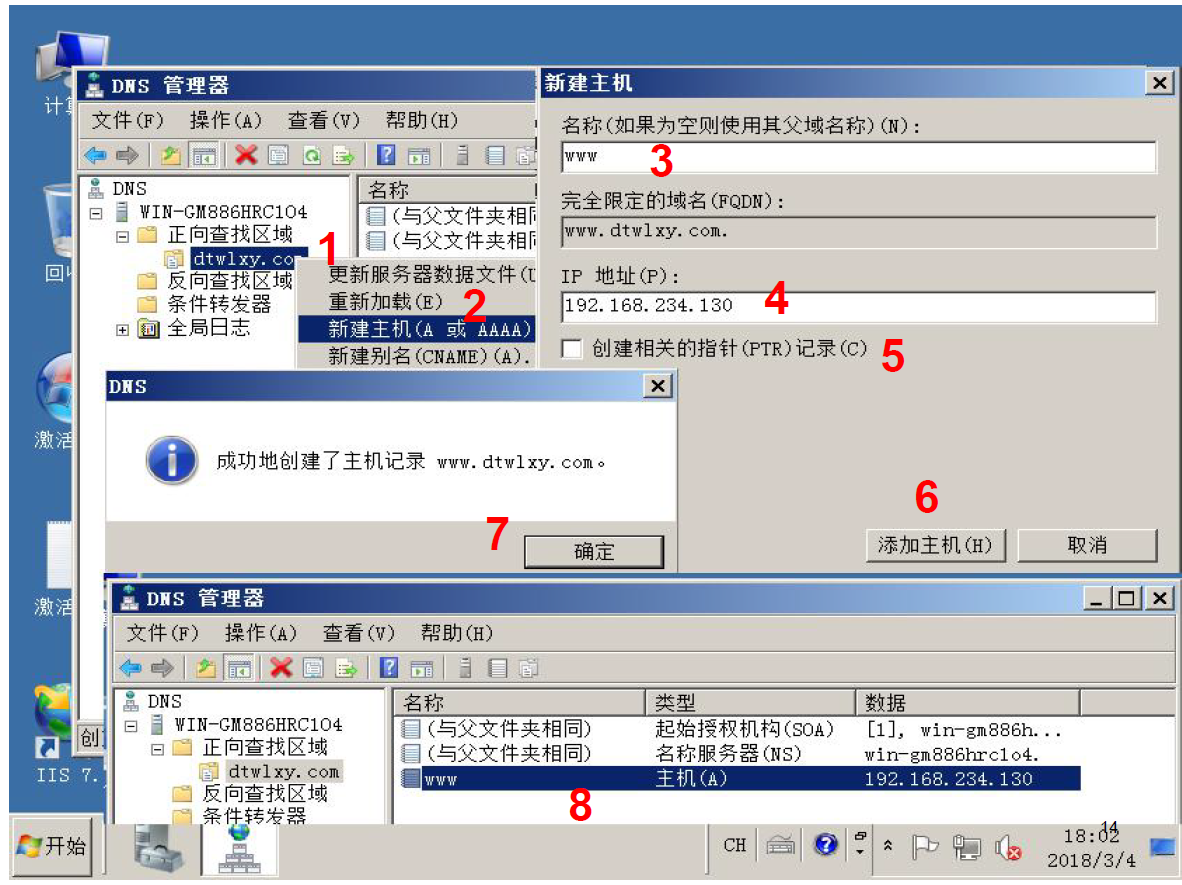 计
DNS 管理器
文件(F) 操作(A) 查看(V) 帮助(H)
DNS
WIN-GM886HRC1O4
正向查找区域
dtwlxy.com
反向查找区域
条件转发器
全局日志
名称
(与父文件夹相同
(与父文件夹相同
1
更新服务器数据文件(U
重新加载(E)
2
新建主机(A 或 AAAA)
新建别名(CNAME)(A).
新建主机
名称(如果为空则使用其父域名称)(N):
www
3
完全限定的域名(FQDN):
www.dtwlxy.com.
IP 地址(P):
192.168.234.130
4
创建相关的指针(PTR)记录(C)
5
6
添加主机(H) 取消
DNS
成功地创建了主机记录 www.dtwlxy.com。
7
确定
回
激活
激活
IIS 7.
创
DNS 管理器
文件(F) 操作(A) 查看(V) 帮助(H)
DNS
WIN-GM886HRC1O4
正向查找区域
dtwlxy.com
反向查找区域
条件转发器
名称 类型 数据
(与父文件夹相同) 起始授权机构(SOA) [1], win-gm886h...
(与父文件夹相同) 名称服务器(NS) win-gm886hrc1o4.
www 主机(A) 192.168.234.130
8
开始
CH
14
18:02
2018/3/4